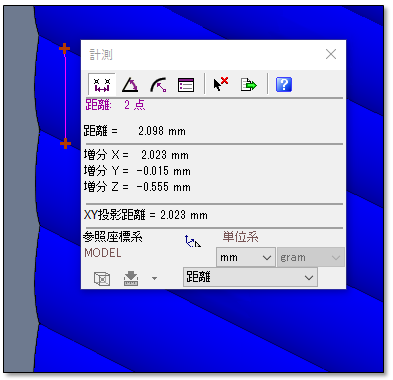 計測
距離: 2 点
距離 = 2.098 mm
増分 X = 2.023 mm
増分 Y = -0.015 mm
増分 Z = -0.555 mm
XY投影距離 = 2.023 mm
参照座標系 単位系
MODEL mm gram
距離